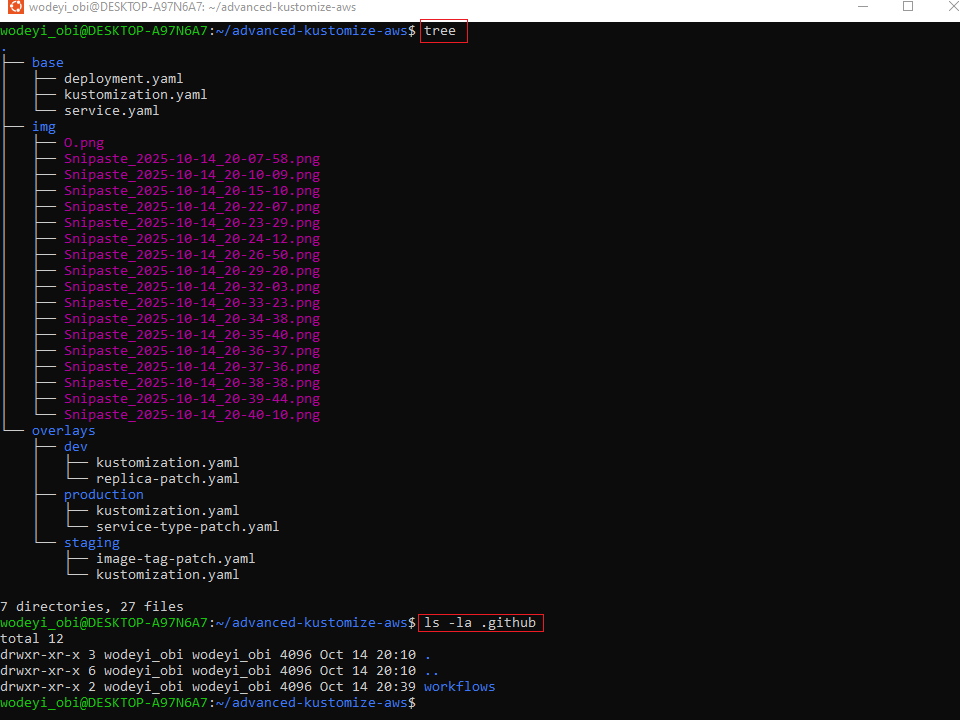 wodeyi_obi@DESKTOP-A97N6A7: ~/advanced-kustomize-aws
wodeyi_obi@DESKTOP-A97N6A7:~/advanced-kustomize-aws$ tree
.
├── base
│   ├── deployment.yaml
│   ├── kustomization.yaml
│   └── service.yaml
├── img
│   ├── O.png
│   ├── Snipaste_2025-10-14_20-07-58.png
│   ├── Snipaste_2025-10-14_20-10-09.png
│   ├── Snipaste_2025-10-14_20-15-10.png
│   ├── Snipaste_2025-10-14_20-22-07.png
│   ├── Snipaste_2025-10-14_20-23-29.png
│   ├── Snipaste_2025-10-14_20-24-12.png
│   ├── Snipaste_2025-10-14_20-26-50.png
│   ├── Snipaste_2025-10-14_20-29-20.png
│   ├── Snipaste_2025-10-14_20-32-03.png
│   ├── Snipaste_2025-10-14_20-33-23.png
│   ├── Snipaste_2025-10-14_20-34-38.png
│   ├── Snipaste_2025-10-14_20-35-40.png
│   ├── Snipaste_2025-10-14_20-36-37.png
│   ├── Snipaste_2025-10-14_20-37-36.png
│   ├── Snipaste_2025-10-14_20-38-38.png
│   ├── Snipaste_2025-10-14_20-39-44.png
│   └── Snipaste_2025-10-14_20-40-10.png
└── overlays
    ├── dev
    │   ├── kustomization.yaml
    │   └── replica-patch.yaml
    ├── production
    │   ├── kustomization.yaml
    │   └── service-type-patch.yaml
    └── staging
        ├── image-tag-patch.yaml
        └── kustomization.yaml
7 directories, 27 files
wodeyi_obi@DESKTOP-A97N6A7:~/advanced-kustomize-aws$ ls -la .github
total 12
drwxr-xr-x 3 wodeyi_obi wodeyi_obi 4096 Oct 14 20:10 .
drwxr-xr-x 6 wodeyi_obi wodeyi_obi 4096 Oct 14 20:10 ..
drwxr-xr-x 2 wodeyi_obi wodeyi_obi 4096 Oct 14 20:39 workflows
wodeyi_obi@DESKTOP-A97N6A7:~/advanced-kustomize-aws$